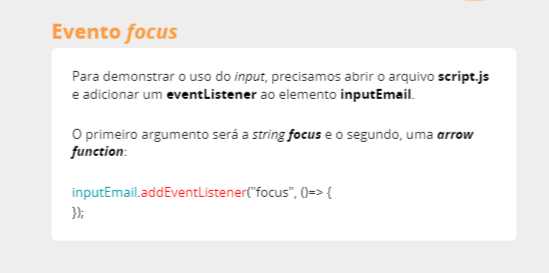 Evento focus
Para demonstrar o uso do input, precisamos abrir o arquivo script.js
e adicionar um eventListener ao elemento inputEmail.
O primeiro argumento será a string focus e o segundo, uma arrow
function:
inputEmail.addEventListener("focus", ()=> {
});